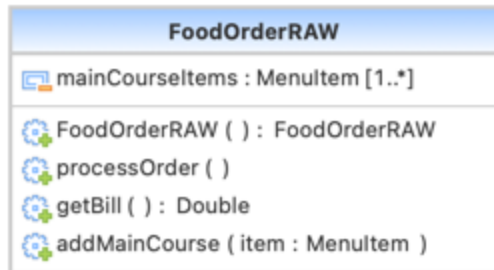 FoodOrderRAW
mainCourseItems : MenuItem [1..*]
FoodOrderRAW ( ) : FoodOrderRAW
processOrder ( )
getBill ( ) : Double
addMainCourse ( item : MenuItem )